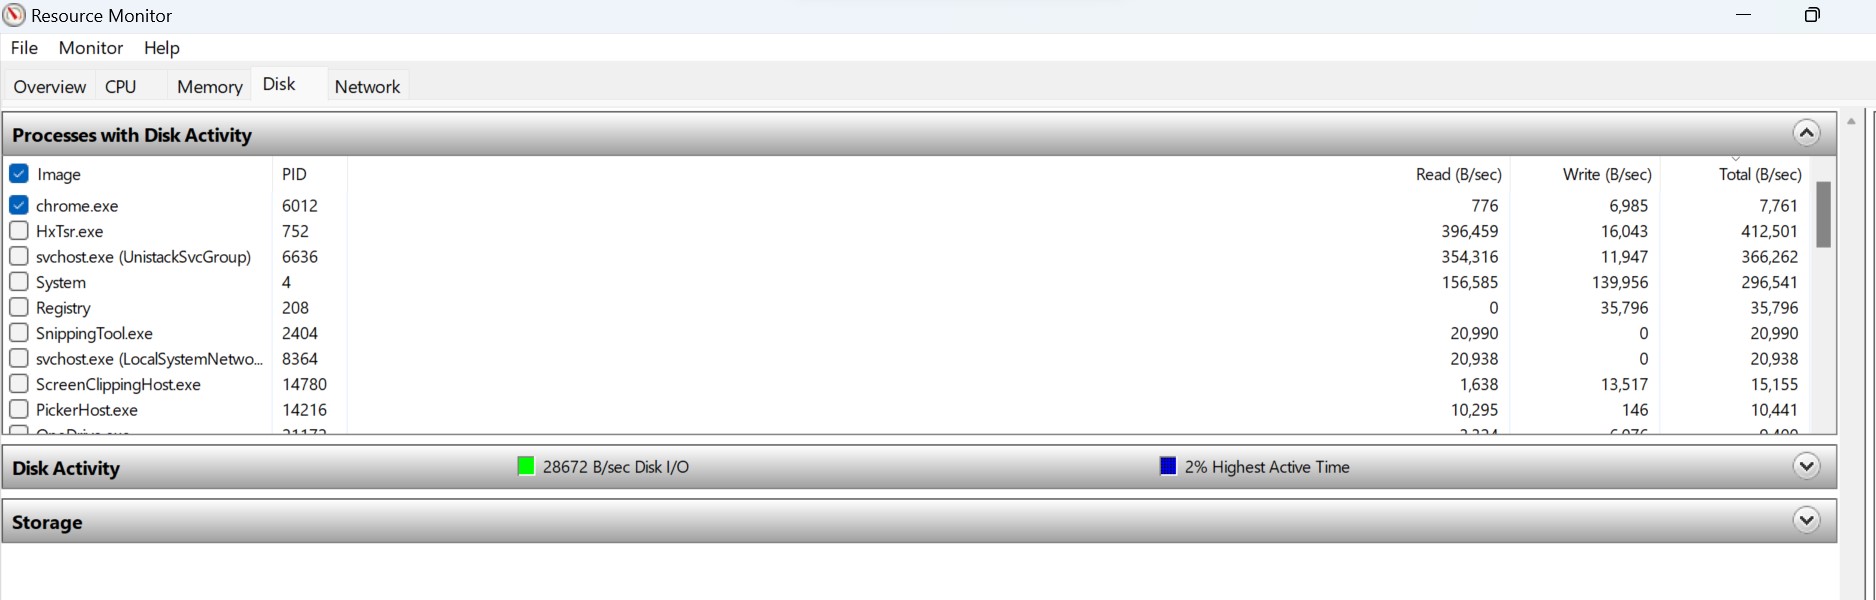 Resource Monitor
File Monitor Help
Overview CPU Memory Disk Network
Processes with Disk Activity
Image PID Read (B/sec) Write (B/sec) Total (B/sec)
chrome.exe 6012 776 6,985 7,761
HxTsr.exe 752 396,459 16,043 412,501
svchost.exe (UnistackSvcGroup) 6636 354,316 11,947 366,262
System 4 156,585 139,956 296,541
Registry 208 0 35,796 35,796
SnippingTool.exe 2404 20,990 0 20,990
svchost.exe (LocalSystemNetwo... 8364 20,938 0 20,938
ScreenClippingHost.exe 14780 1,638 13,517 15,155
PickerHost.exe 14216 10,295 146 10,441
Disk Activity 28672 B/sec Disk I/O 2% Highest Active Time
Storage